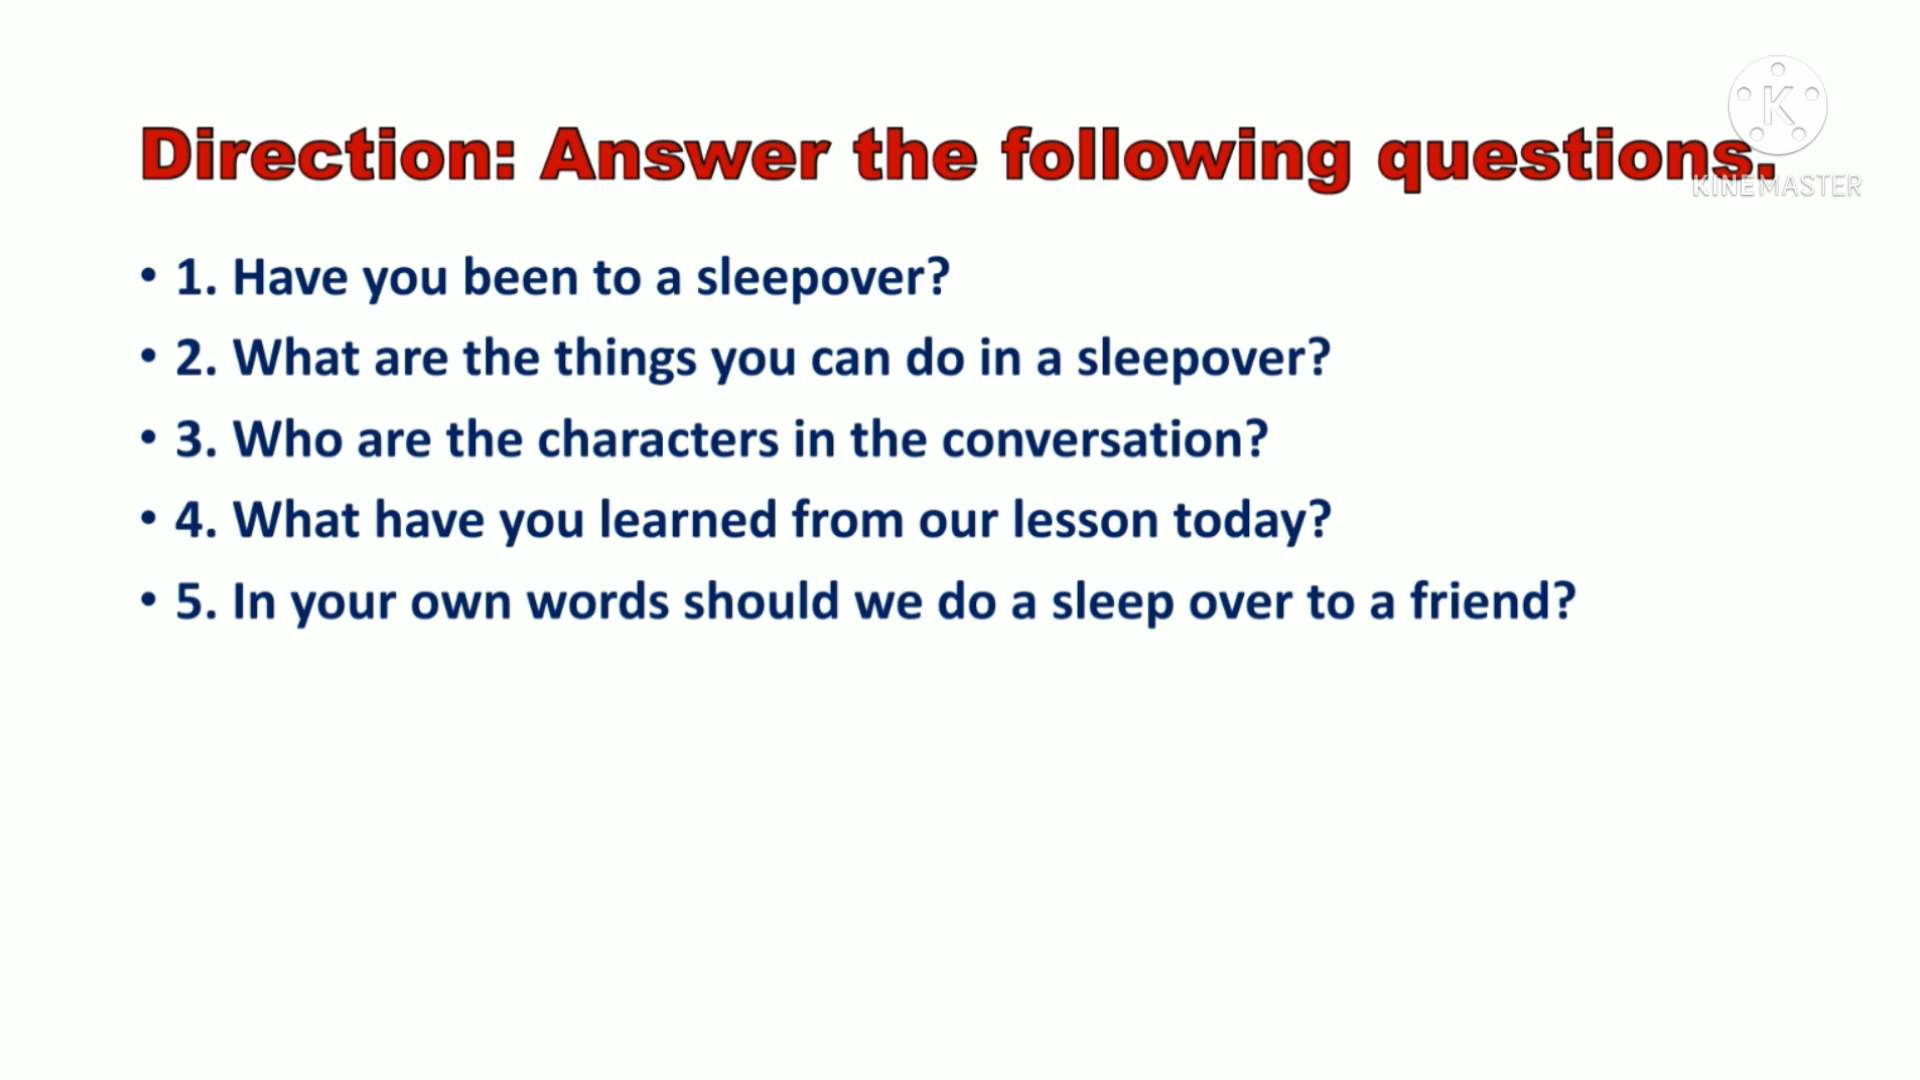 Direction: Answer the following questions.
KINEMASTER
• 1. Have you been to a sleepover?
• 2. What are the things you can do in a sleepover?
• 3. Who are the characters in the conversation?
• 4. What have you learned from our lesson today?
• 5. In your own words should we do a sleep over to a friend?